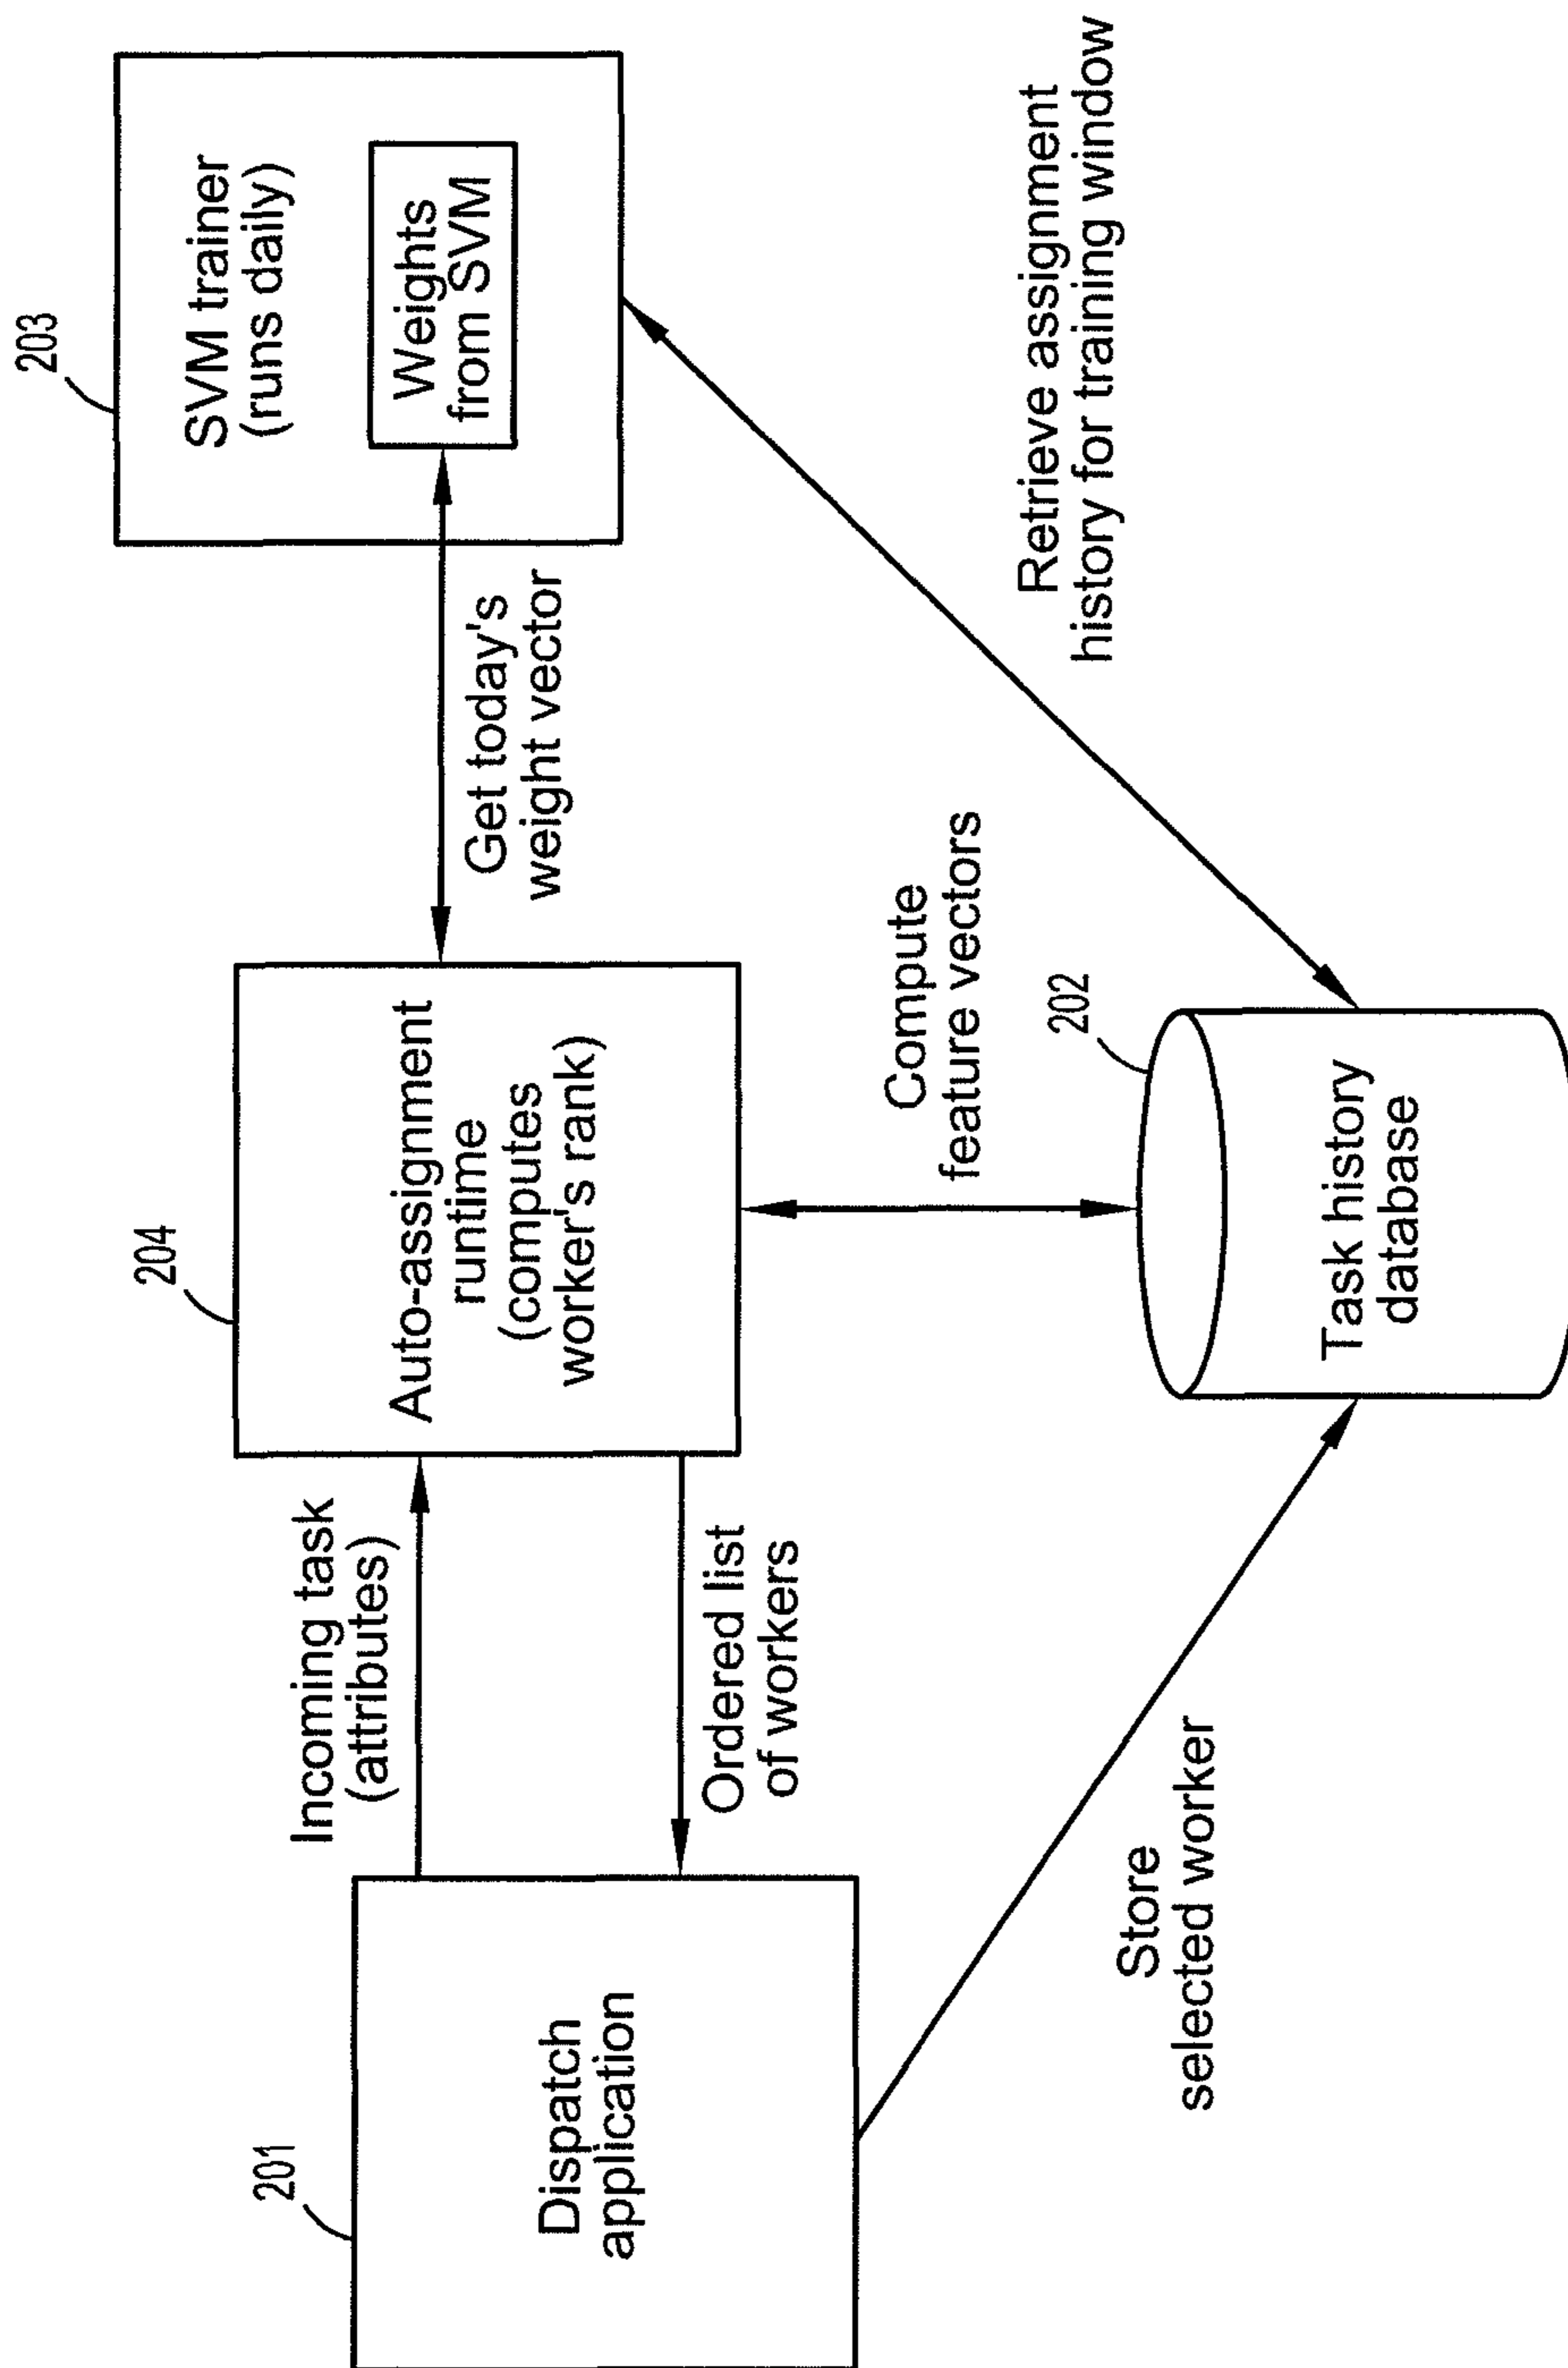 201
Dispatch
application
Incoming task
(attributes)
Ordered list
of workers
Store
selected worker
204
Auto-assignment
runtime
(computes
worker's rank)
Compute
feature vectors
202
Task history
database
Get today's
weight vector
203
SVM trainer
(runs daily)
Weights
from SVM
Retrieve assignment
history for training window